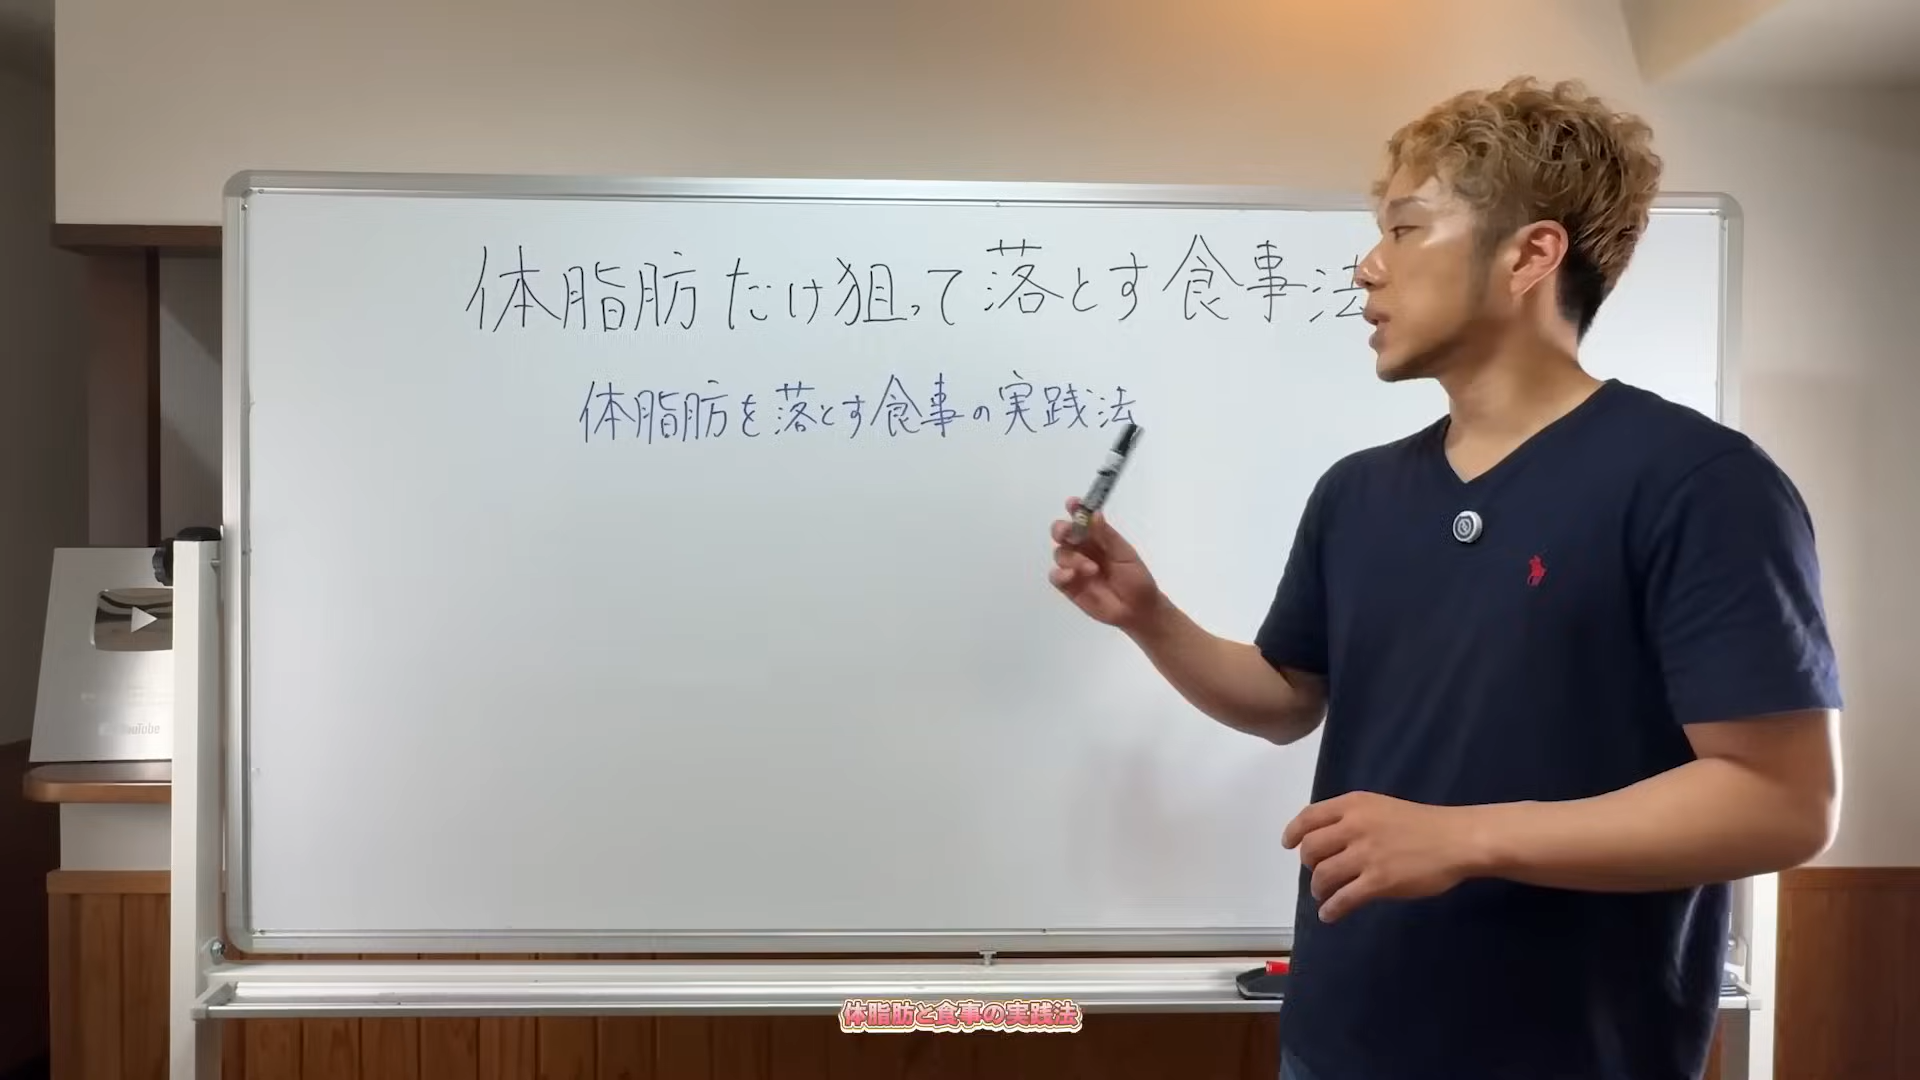 体脂肪だけ狙って落とす食事法
体脂肪を落とす食事の実践法
YouTube
体脂肪と食事の実践法